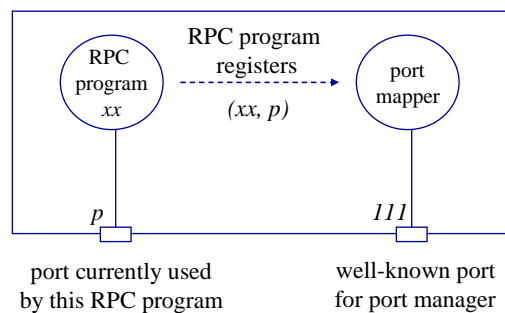 RPC
program
xx
RPC program
registers
(xx, p)
port
mapper
p
111
port currently used
by this RPC program
well-known port
for port manager